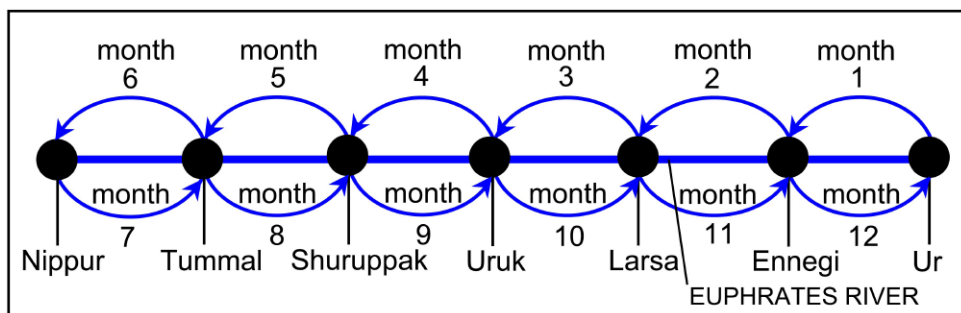 month month month month month month
6 5 4 3 2 1
month month month month month month
7 8 9 10 11 12
Nippur Tummal Shuruppak Uruk Larsa Ennegi Ur
EUPHRATES RIVER